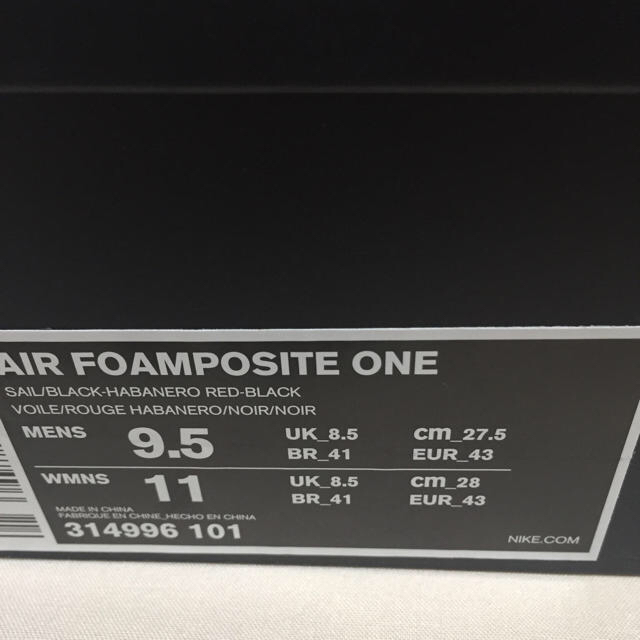 AIR FOAMPOSITE ONE
SAIL/BLACK-HABANERO RED-BLACK
VOILE/ROUGE HABANERO/NOIR/NOIR
MENS 9.5 UK_8.5 cm_27.5
BR_41 EUR_43
WMNS 11 UK_8.5 cm_28
BR_41 EUR_43
MADE IN CHINA
FABRIQUE EN CHINE_HECHO EN CHINA
314996 101
NIKE.COM